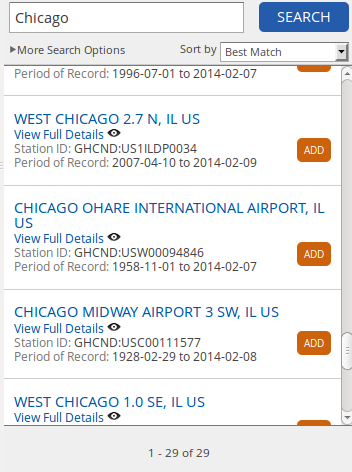 Chicago
SEARCH
More Search Options
Sort by
Best Match
Period of Record: 1996-07-01 to 2014-02-07
WEST CHICAGO 2.7 N, IL US
View Full Details
Station ID: GHCND:US1ILDP0034
Period of Record: 2007-04-10 to 2014-02-09
ADD
CHICAGO OHARE INTERNATIONAL AIRPORT, IL
US
View Full Details
Station ID: GHCND:USW00094846
Period of Record: 1958-11-01 to 2014-02-07
ADD
CHICAGO MIDWAY AIRPORT 3 SW, IL US
View Full Details
Station ID: GHCND:USC00111577
Period of Record: 1928-02-29 to 2014-02-08
ADD
WEST CHICAGO 1.0 SE, IL US
View Full Details
1 - 29 of 29